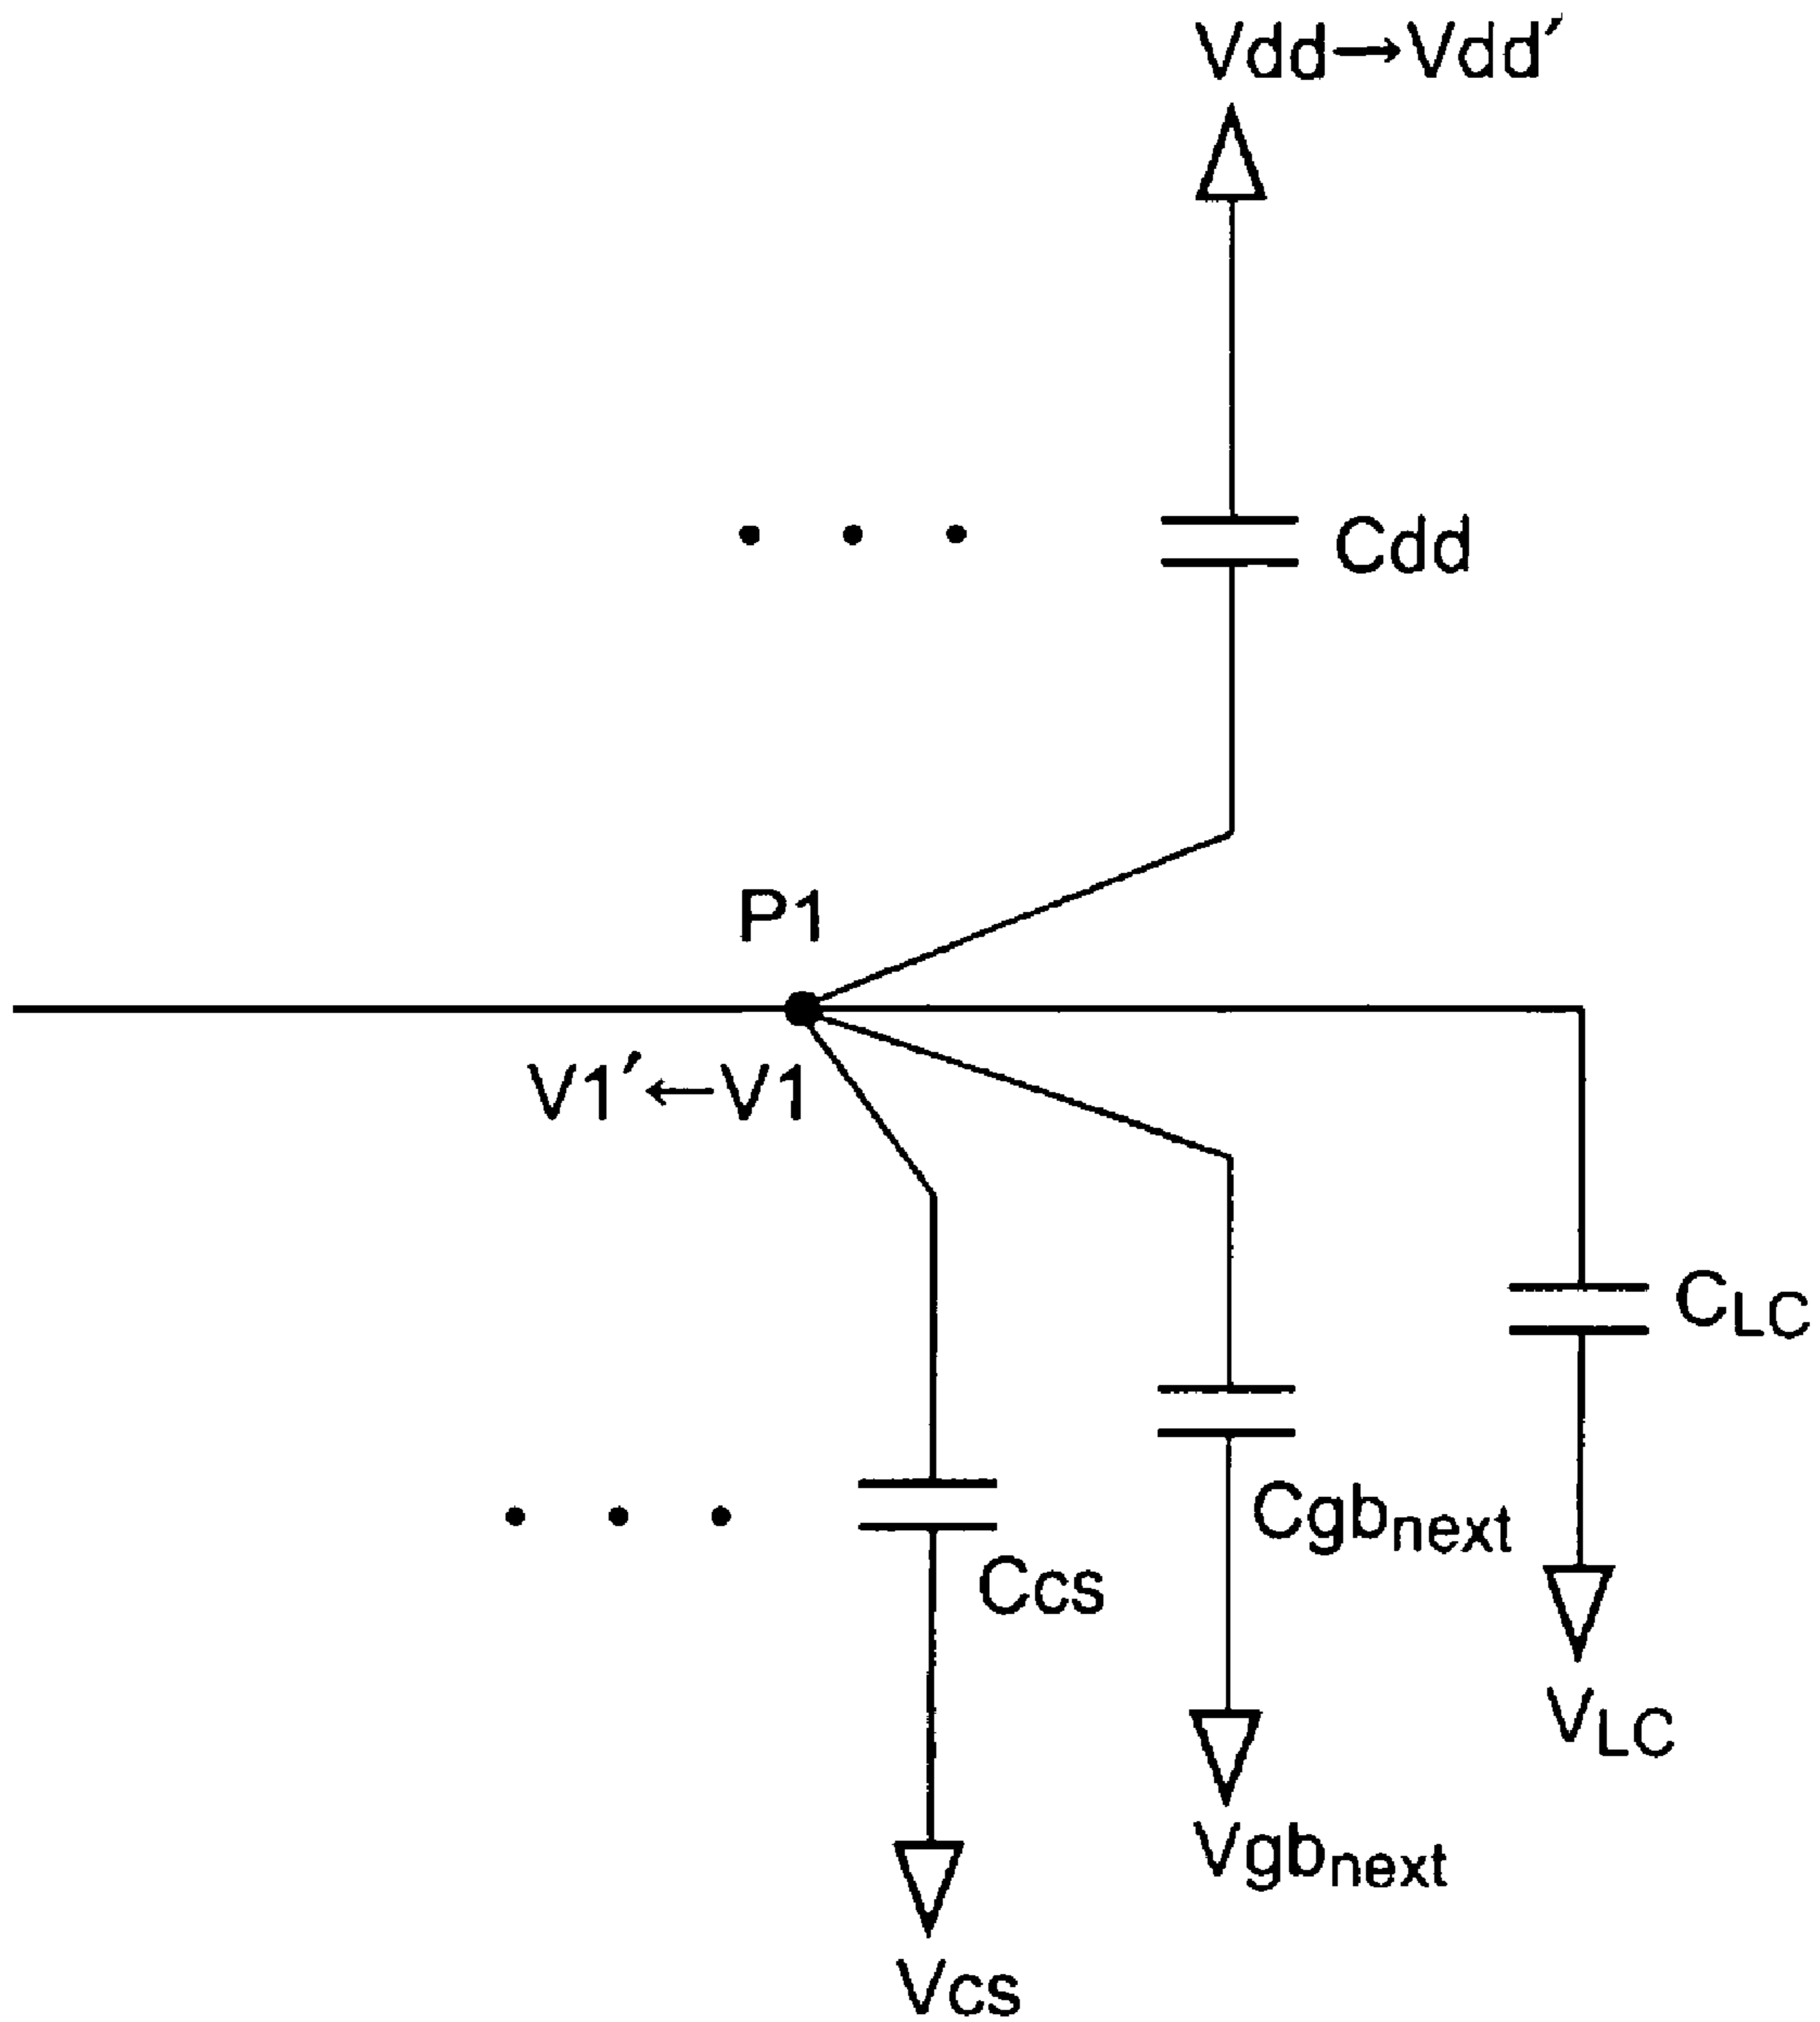 Vdd→Vdd′
Cdd
P1
V1′←V1
CLC
Cgbnext
Ccs
VLC
Vgbnext
Vcs